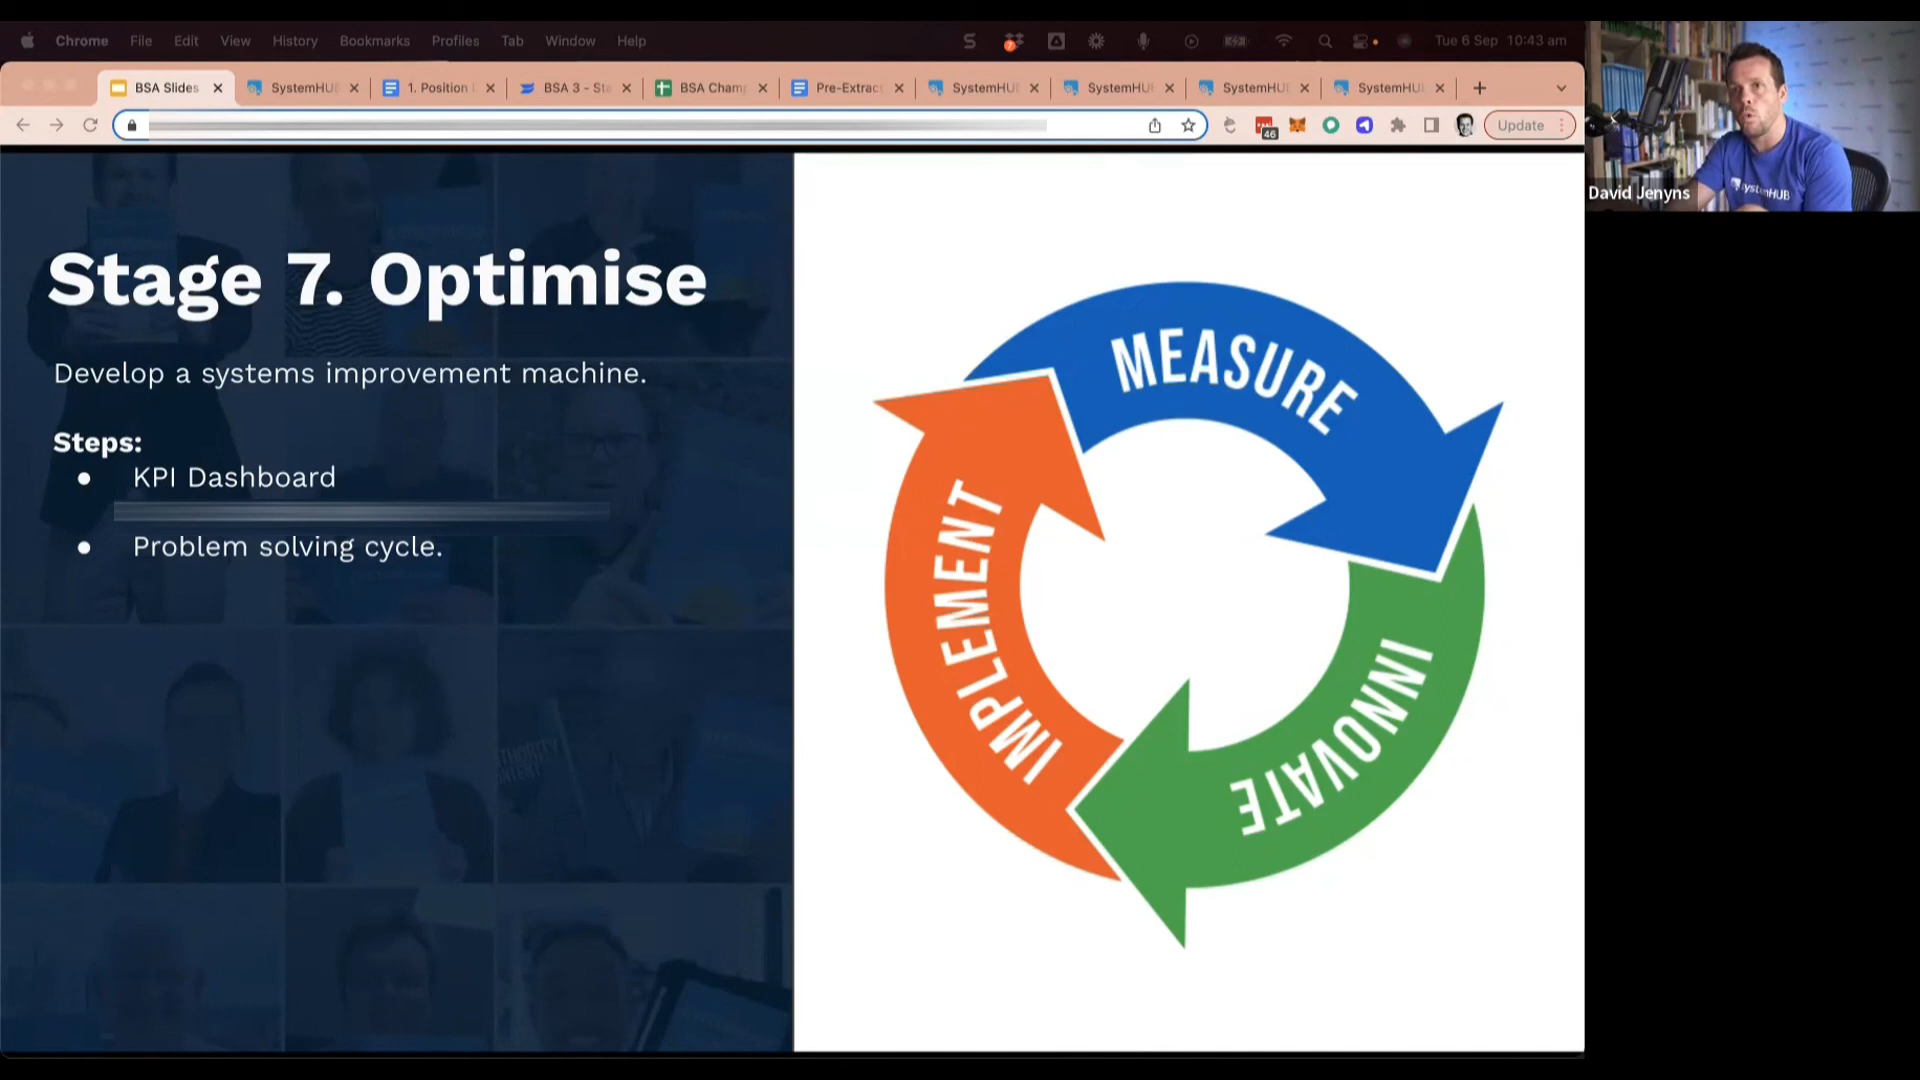 Chrome File Edit View History Bookmarks Profiles Tab Window Help Tue 6 Sep 10:43 am
BSA Slides SystemHU 1. Position BSA 3 - Sta BSA Cham Pre-Extrac SystemHU SystemHU SystemHU SystemHU
46 Update
David Jenyns
systemHUB
Stage 7. Optimise
Develop a systems improvement machine.
Steps:
● KPI Dashboard
● Problem solving cycle.
MEASURE
INNOVATE
IMPLEMENT